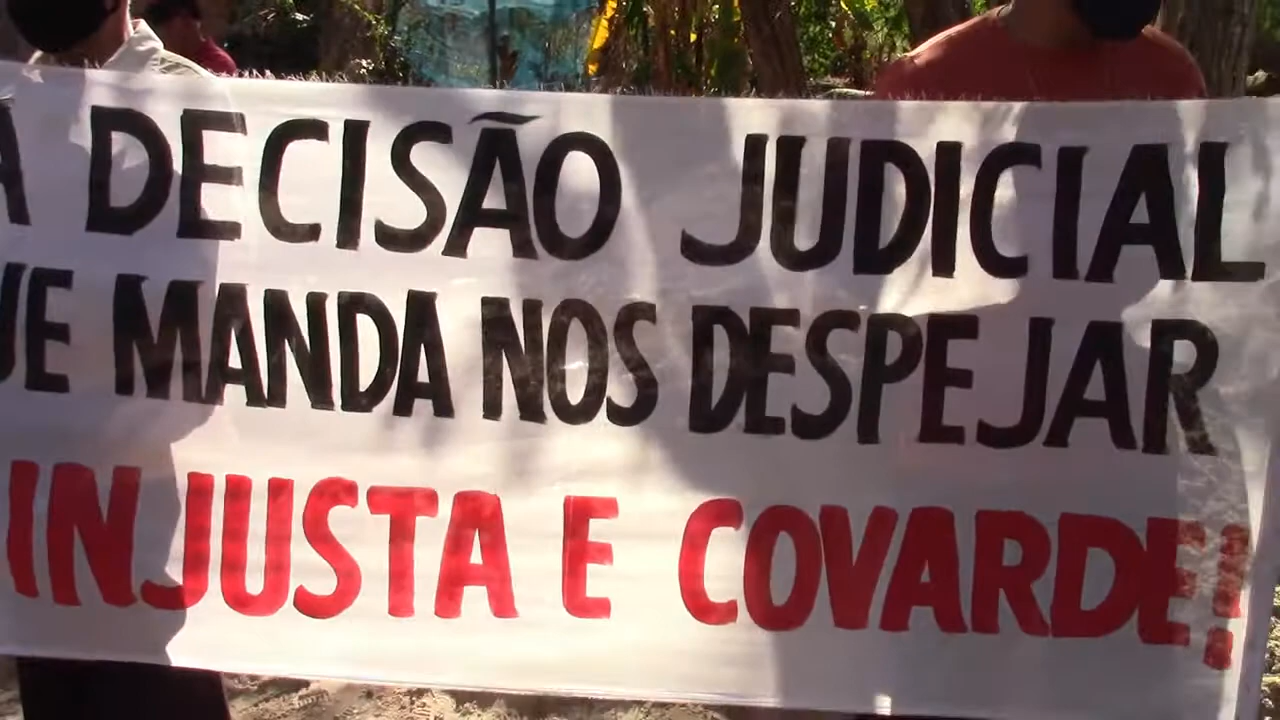 A DECISÃO JUDICIAL
UE MANDA NOS DESPEJAR
INJUSTA E COVARDE!